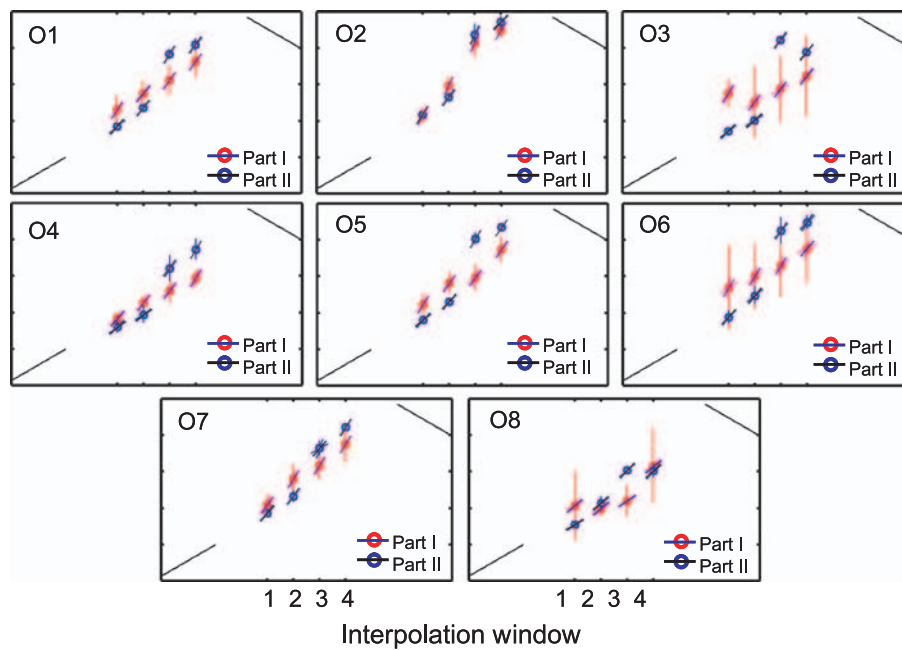 O1
Part I
Part II
O2
Part I
Part II
O3
Part I
Part II
O4
Part I
Part II
O5
Part I
Part II
O6
Part I
Part II
O7
Part I
Part II
O8
Part I
Part II
1 2 3 4
1 2 3 4
Interpolation window